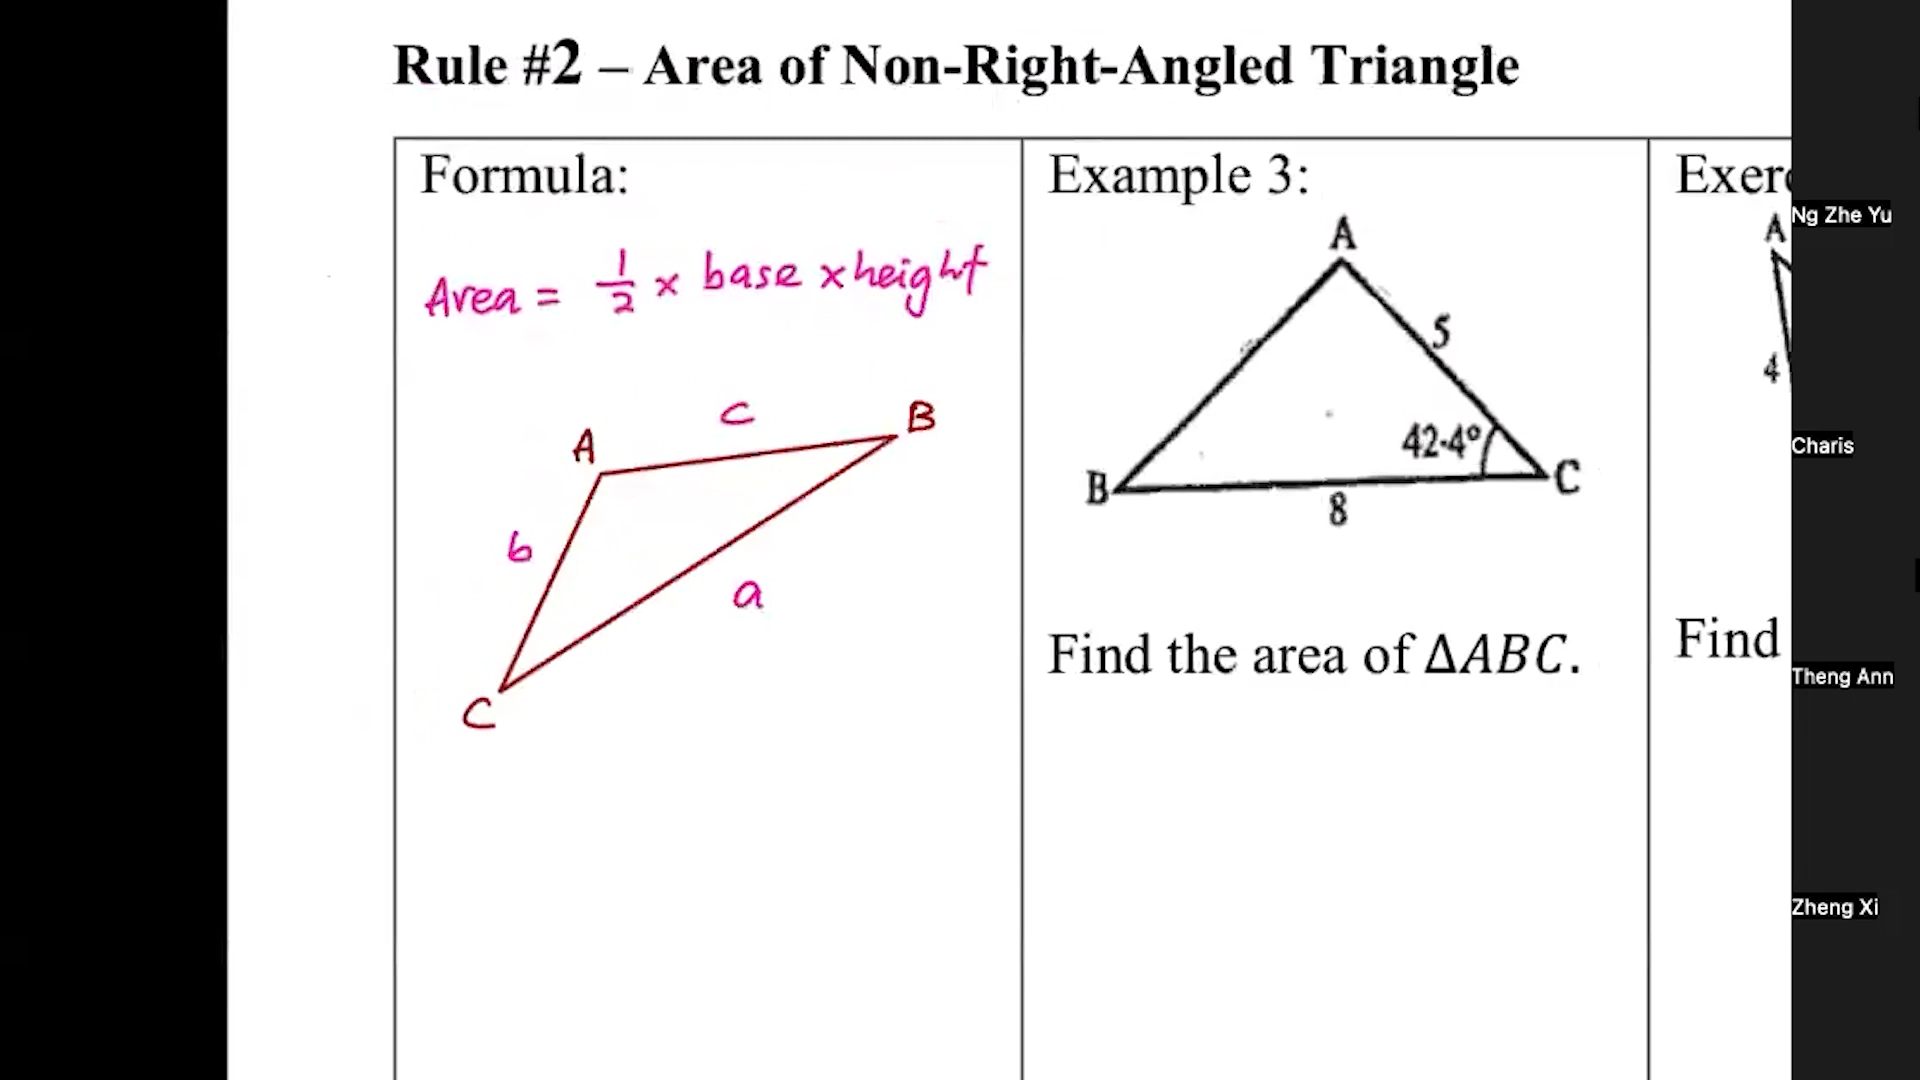 Rule #2 – Area of Non-Right-Angled Triangle
Formula:
Area = 1/2 × base × height
A
c
B
b
a
C
Example 3:
A
5
42.4°
B
C
8
Find the area of ΔABC.
Exerc
A
4
Find
Ng Zhe Yu
Charis
Theng Ann
Zheng Xi